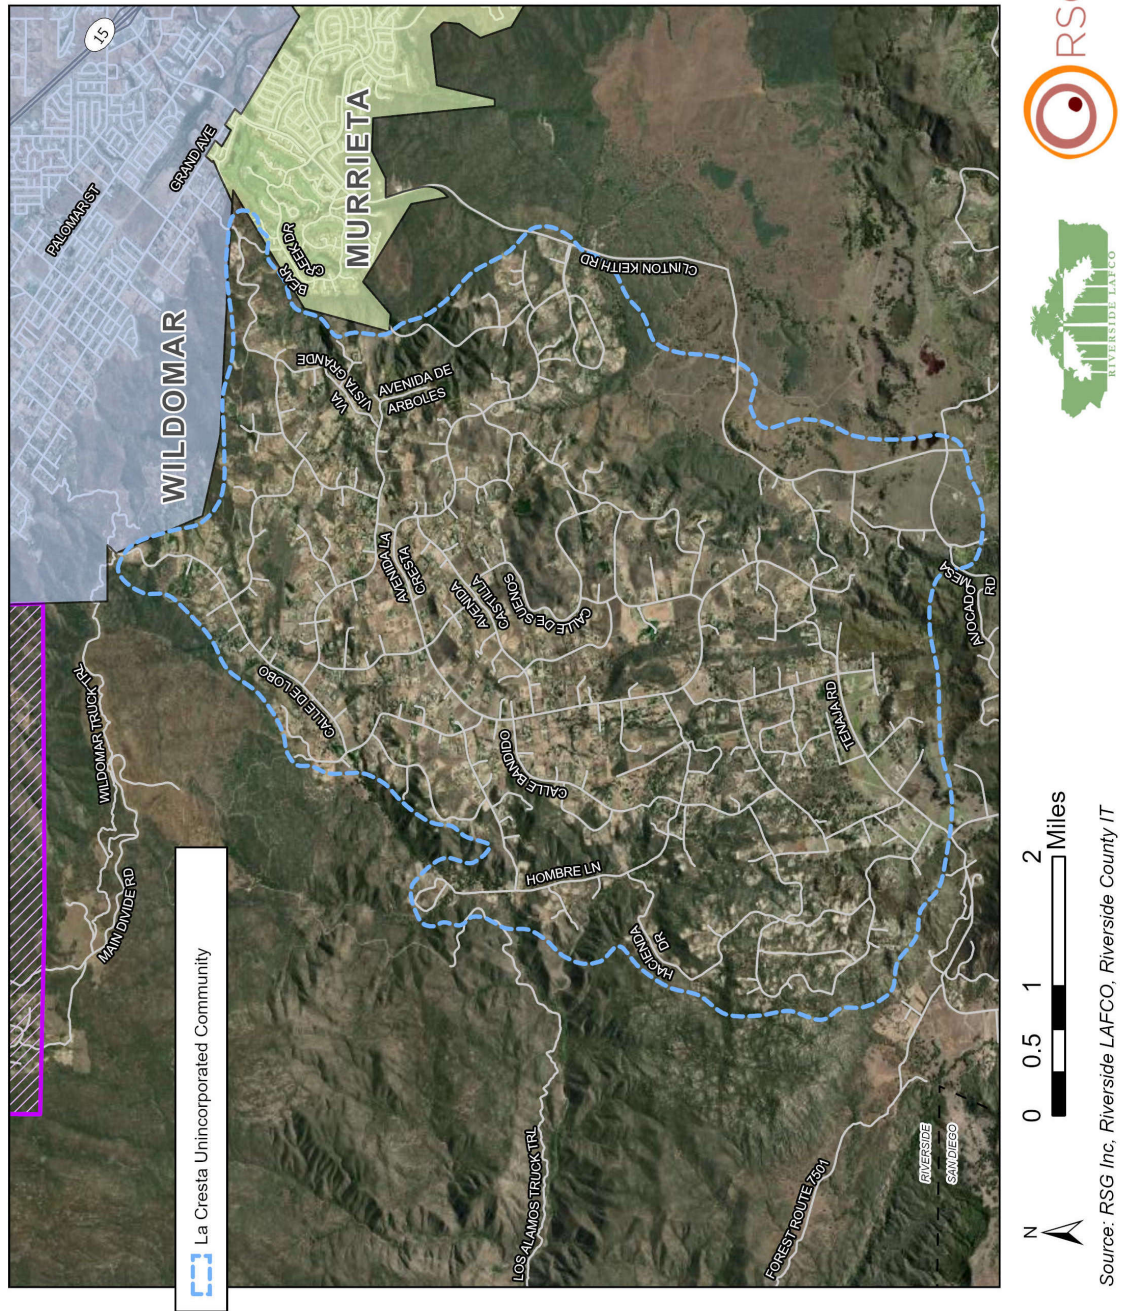 15
PALOMAR ST
GRAND AVE
WILDOMAR
MURRIETA
BEAR
CREEK DR
CLINTON KEITH RD
VIA
VISTA GRANDE
AVENIDA DE
ARBOLES
AVENIDA LA
CRESTA
AVENIDA
CASTILLA
CALLE DE SUENOS
CALLE DE LOBO
WILDOMAR TRUCK TRL
MAIN DIVIDE RD
CALLE BANDIDO
HOMBRE LN
HACIENDA
DR
TENAJA RD
AVOCADO MESA
RD
LOS ALAMOS TRUCK TRL
FOREST ROUTE 7501
RIVERSIDE
SAN DIEGO
La Cresta Unincorporated Community
N
0 0.5 1 2
Miles
Source: RSG Inc, Riverside LAFCO, Riverside County IT
RIVERSIDE LAFCO